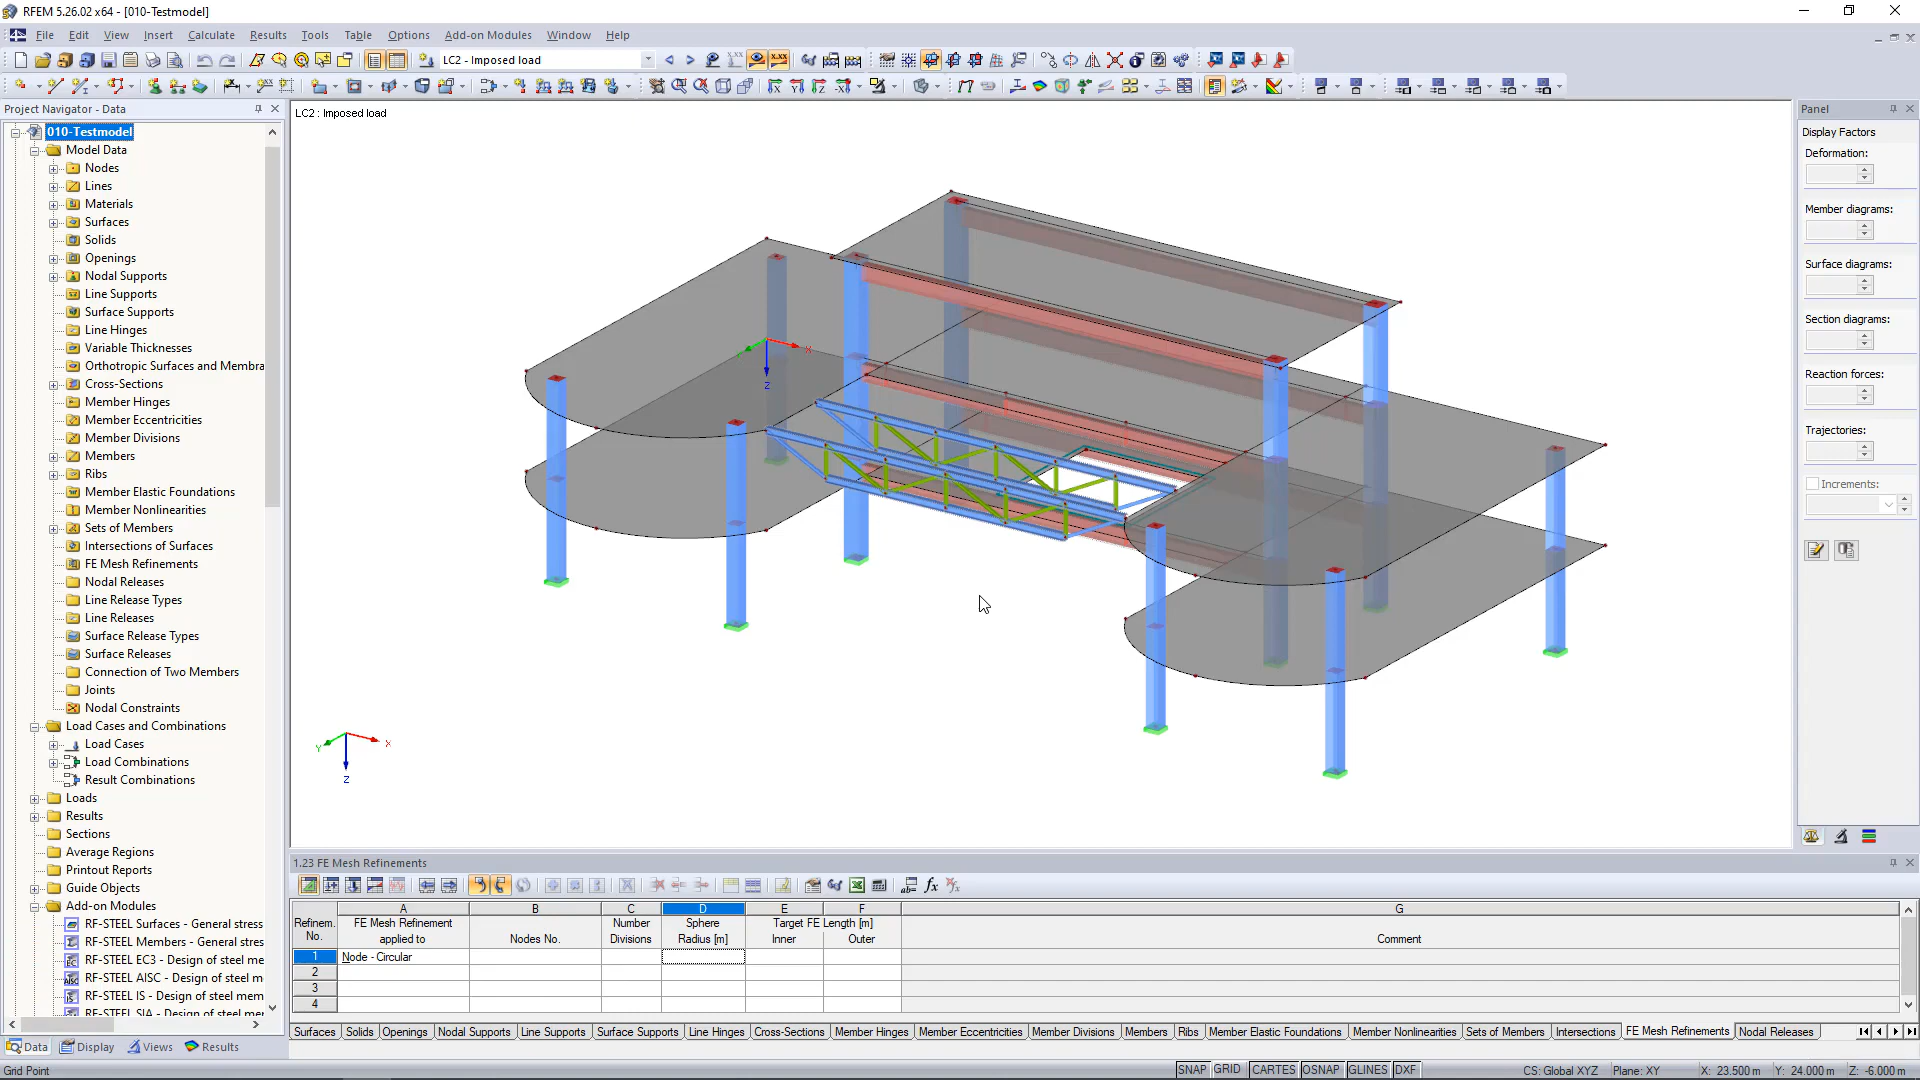 RFEM 5.26.02 x64 - [010-Testmodel]
File Edit View Insert Calculate Results Tools Table Options Add-on Modules Window Help
LC2 - Imposed load
Project Navigator - Data
010-Testmodel
Model Data
Nodes
Lines
Materials
Surfaces
Solids
Openings
Nodal Supports
Line Supports
Surface Supports
Line Hinges
Variable Thicknesses
Orthotropic Surfaces and Membra
Cross-Sections
Member Hinges
Member Eccentricities
Member Divisions
Members
Ribs
Member Elastic Foundations
Member Nonlinearities
Sets of Members
Intersections of Surfaces
FE Mesh Refinements
Nodal Releases
Line Release Types
Line Releases
Surface Release Types
Surface Releases
Connection of Two Members
Joints
Nodal Constraints
Load Cases and Combinations
Load Cases
Load Combinations
Result Combinations
Loads
Results
Sections
Average Regions
Printout Reports
Guide Objects
Add-on Modules
RF-STEEL Surfaces - General stress
RF-STEEL Members - General stres
RF-STEEL EC3 - Design of steel me
RF-STEEL AISC - Design of steel m
RF-STEEL IS - Design of steel mem
RF-STEEL SIA - Design of steel mer
Data Display Views Results
LC2 : Imposed load
X
Z
Y
X
Z
Panel
Display Factors
Deformation:
Member diagrams:
Surface diagrams:
Section diagrams:
Reaction forces:
Trajectories:
Increments:
1.23 FE Mesh Refinements
A B C D E F G
Refinem. No. FE Mesh Refinement applied to Nodes No. Number Divisions Sphere Radius [m] Target FE Length [m] Inner Outer Comment
1 Node - Circular
2
3
4
Surfaces Solids Openings Nodal Supports Line Supports Surface Supports Line Hinges Cross-Sections Member Hinges Member Eccentricities Member Divisions Members Ribs Member Elastic Foundations Member Nonlinearities Sets of Members Intersections FE Mesh Refinements Nodal Releases
Grid Point
SNAP GRID CARTES OSNAP GLINES DXF
CS: Global XYZ Plane: XY X: 23.500 m Y: 24.000 m Z: -6.000 m